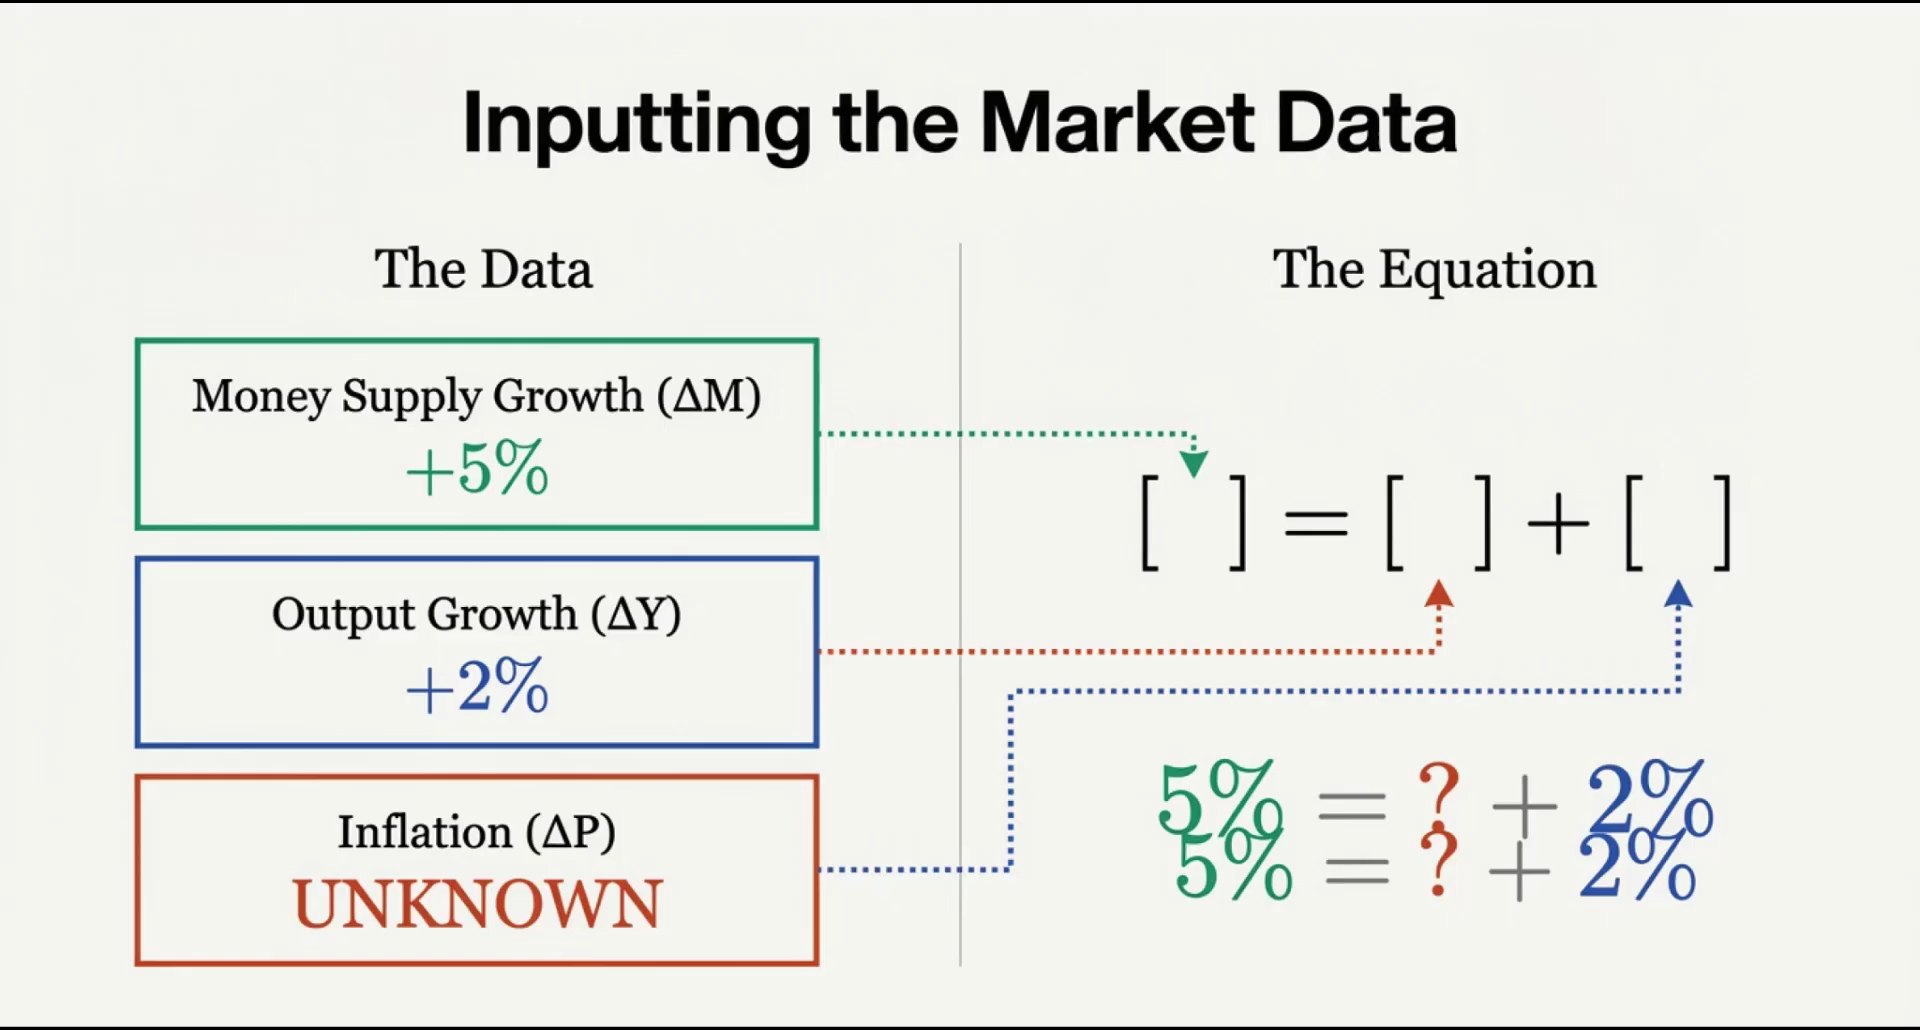 Inputting the Market Data
The Data
Money Supply Growth (ΔM)
+5%
Output Growth (ΔY)
+2%
Inflation (ΔP)
UNKNOWN
The Equation
[ ] = [ ] + [ ]
5% = ? + 2%
5% = ? + 2%